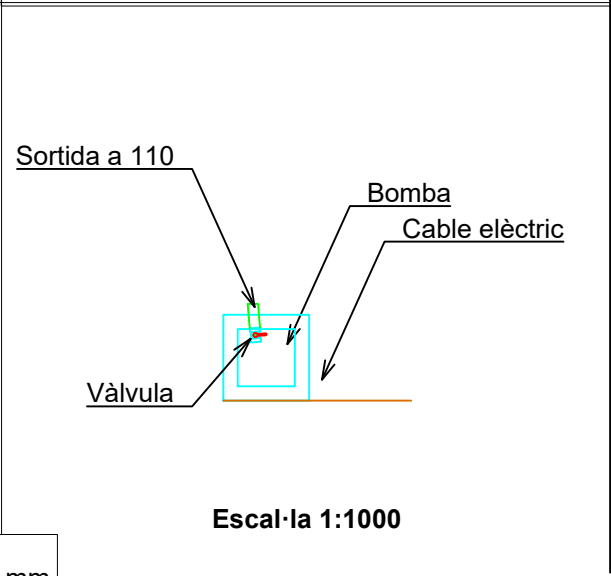 Sortida a 110
Bomba
Cable elèctric
Vàlvula
Escal·la 1:1000
mm